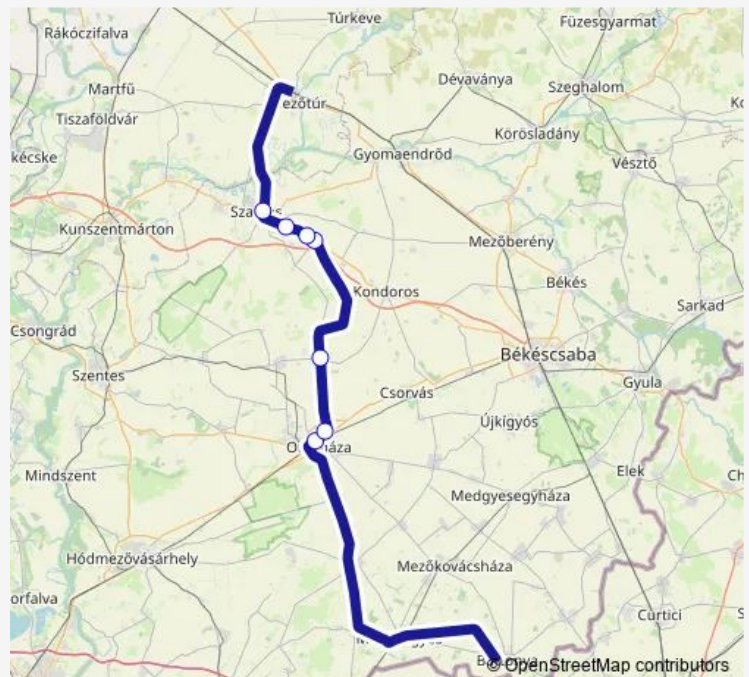 Túrkeve
Rákóczifalva
Füzesgyarmat
Martfű
Dévaványa
Szeghalom
ezőtúr
Tiszaföldvár
Körösladány
kécske
Gyomaendrőd
Vésztő
Kunszentmárton
Mezőberény
Békés
Kondoros
Sarkad
Csongrád
Békéscsaba
Szentes
Gyula
Csorvás
Újkígyós
Mindszent
Elek
Medgyesegyháza
Hódmezővásárhely
Mezőkovácsháza
orfalva
Curtici
© OpenStreetMap contributors